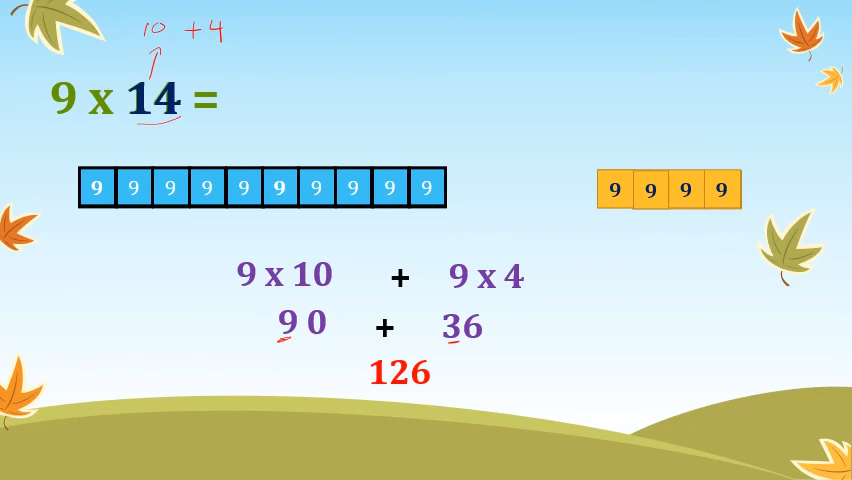 10 + 4
9 x 14 =
9 9 9 9 9 9 9 9 9 9 9 9 9 9
9 x 10 + 9 x 4
9 0 + 36
126